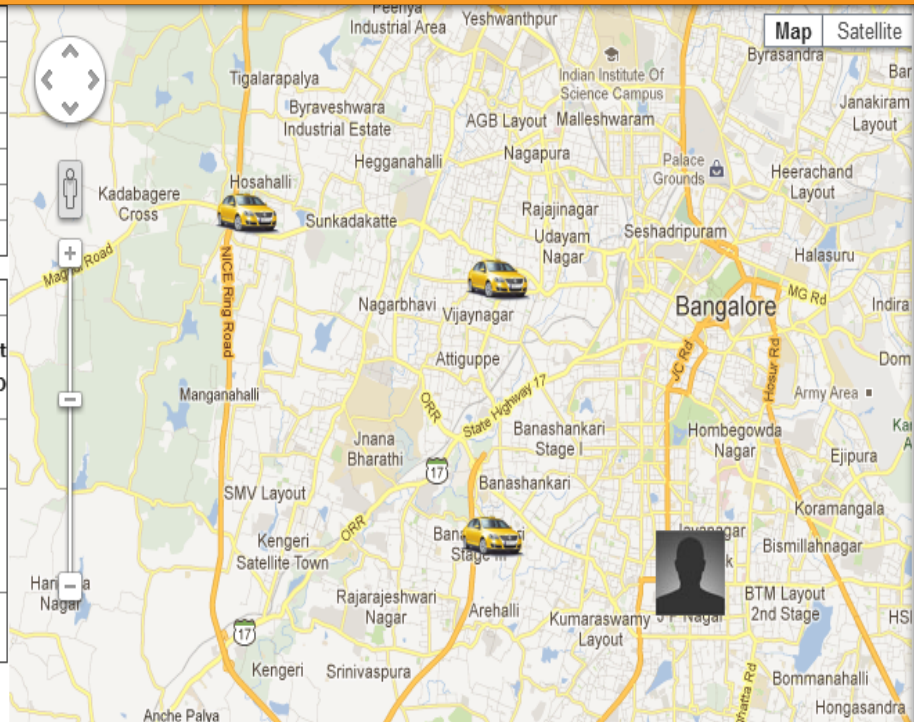 Peenya
Industrial Area
Yeshwanthpur
Map
Satellite
Byrasandra
Tigalarapalya
Indian Institute Of
Science Campus
Bar
Byraveshwara
Industrial Estate
AGB Layout
Malleshwaram
Janakiram
Layout
Hegganahalli
Nagapura
Palace
Grounds
Heerachand
Layout
Hosahalli
Kadabagere
Cross
Sunkadakatte
Rajajinagar
Seshadripuram
Udayam
Nagar
Halasuru
Road
NICE Ring Road
MG Rd
Nagarbhavi
Vijaynagar
Bangalore
Indira
Attiguppe
JC Rd
Hosur Rd
Dom
Manganahalli
ORR
State Highway 17
Army Area
Jnana
Bharathi
Banashankari
Stage I
Hombegowda
Nagar
Ejipura
17
SMV Layout
Banashankari
Koramangala
ORR
Kengeri
Satellite Town
Stage
Bismillahnagar
Nagar
Rajarajeshwari
Nagar
Arehalli
Kumaraswamy
Layout
J P Nagar
BTM Layout
2nd Stage
HSI
17
Kengeri
Srinivaspura
Bommanahalli
Anche Palya
Hongasandra